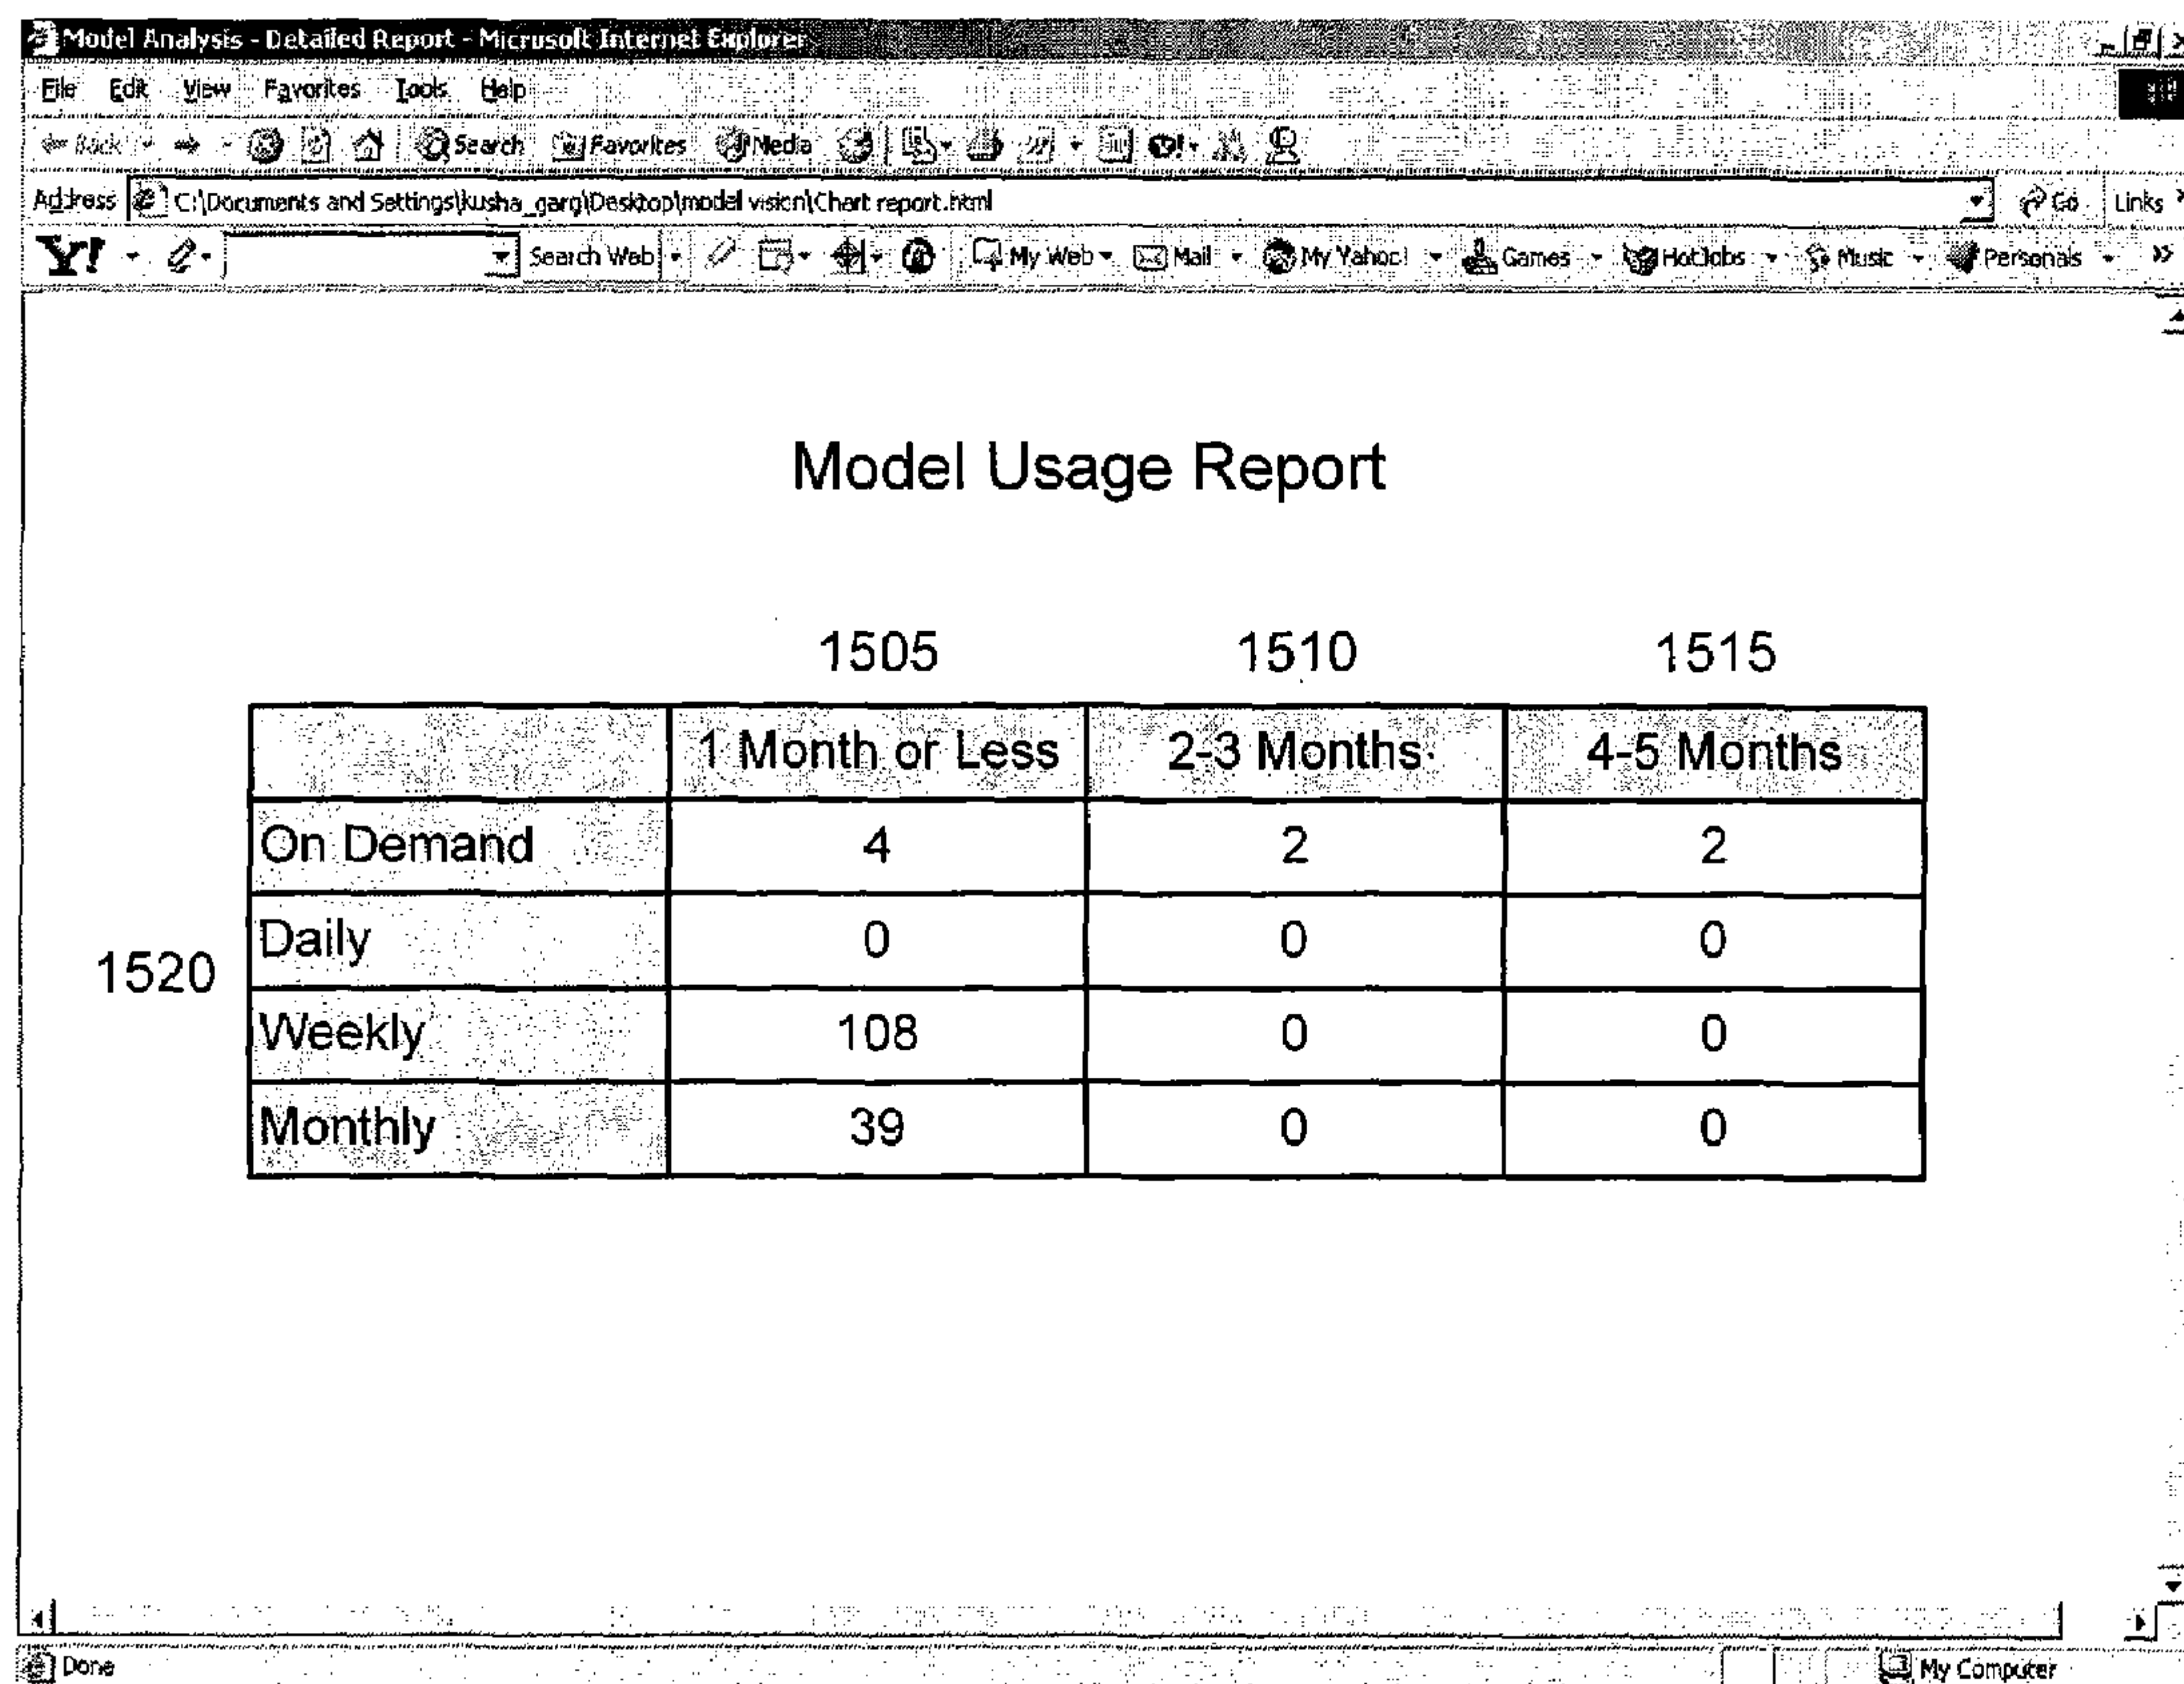 Model Analysis - Detailed Report - Microsoft Internet Explorer
File Edit View Favorites Tools Help
Back Search Favorites Media
Address C:\Documents and Settings\kusha_garg\Desktop\model vision\Chart report.html Go Links
Y! Search Web My Web Mail My Yahoo! Games HotJobs Music Personals
Model Usage Report
1505 1510 1515
1 Month or Less 2-3 Months 4-5 Months
On Demand 4 2 2
Daily 0 0 0
1520
Weekly 108 0 0
Monthly 39 0 0
Done My Computer